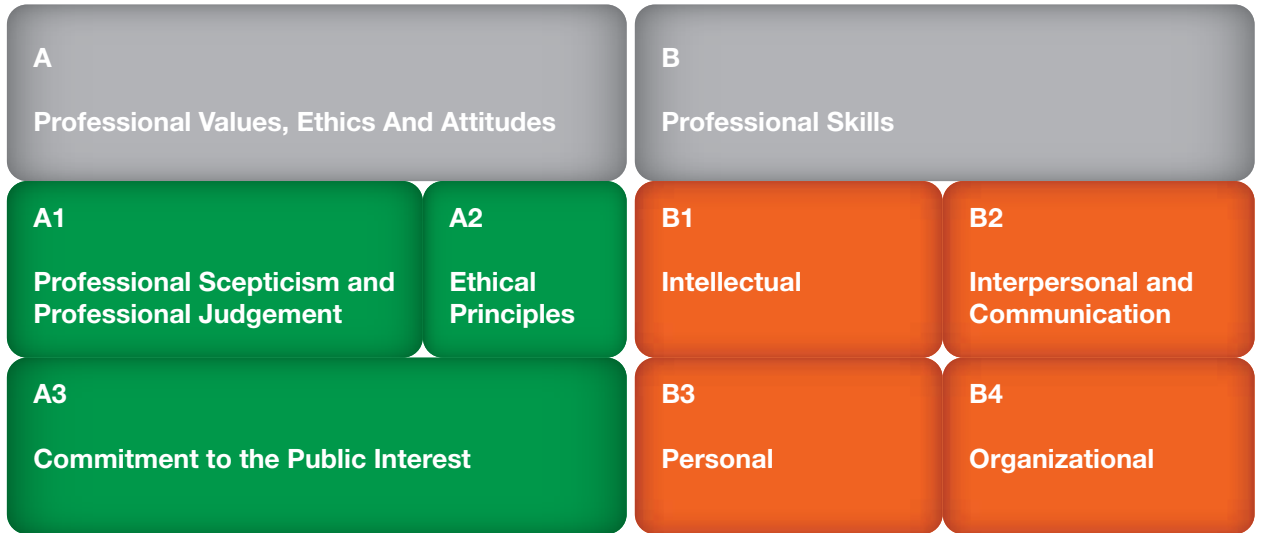 A
Professional Values, Ethics And Attitudes
B
Professional Skills
A1
Professional Scepticism and
Professional Judgement
A2
Ethical
Principles
B1
Intellectual
B2
Interpersonal and
Communication
A3
Commitment to the Public Interest
B3
Personal
B4
Organizational